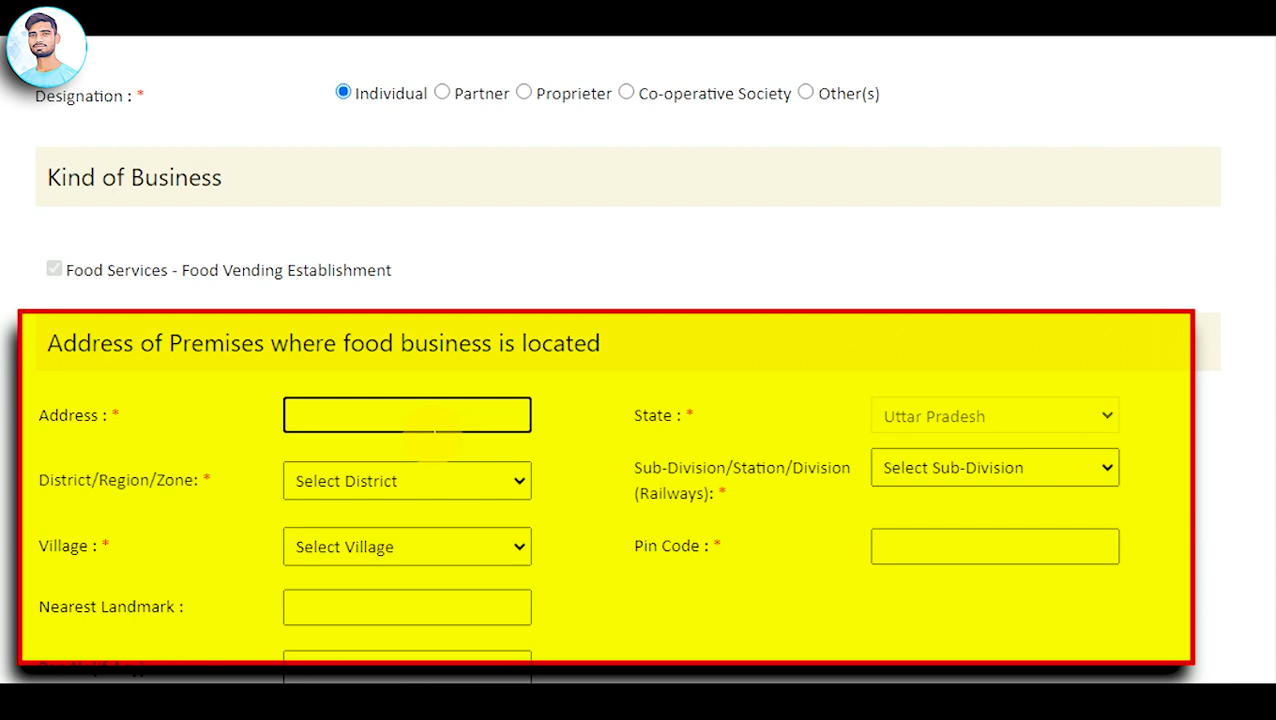 Designation : * Individual Partner Proprieter Co-operative Society Other(s)
Kind of Business
Food Services - Food Vending Establishment
Address of Premises where food business is located
Address : * State : * Uttar Pradesh
District/Region/Zone: * Select District Sub-Division/Station/Division (Railways): * Select Sub-Division
Village : * Select Village Pin Code : *
Nearest Landmark :